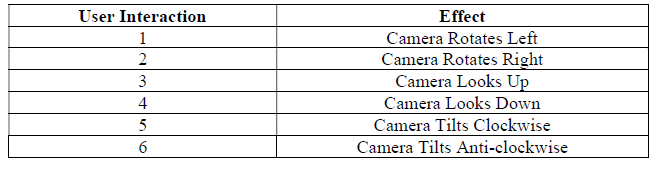 User Interaction Effect
1 Camera Rotates Left
2 Camera Rotates Right
3 Camera Looks Up
4 Camera Looks Down
5 Camera Tilts Clockwise
6 Camera Tilts Anti-clockwise